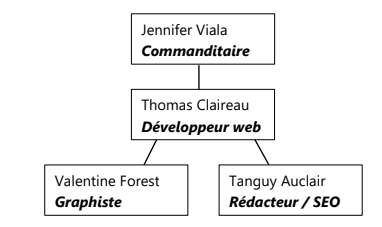 Jennifer Viala
Commanditaire
Thomas Claireau
Développeur web
Valentine Forest
Graphiste
Tanguy Auclair
Rédacteur / SEO